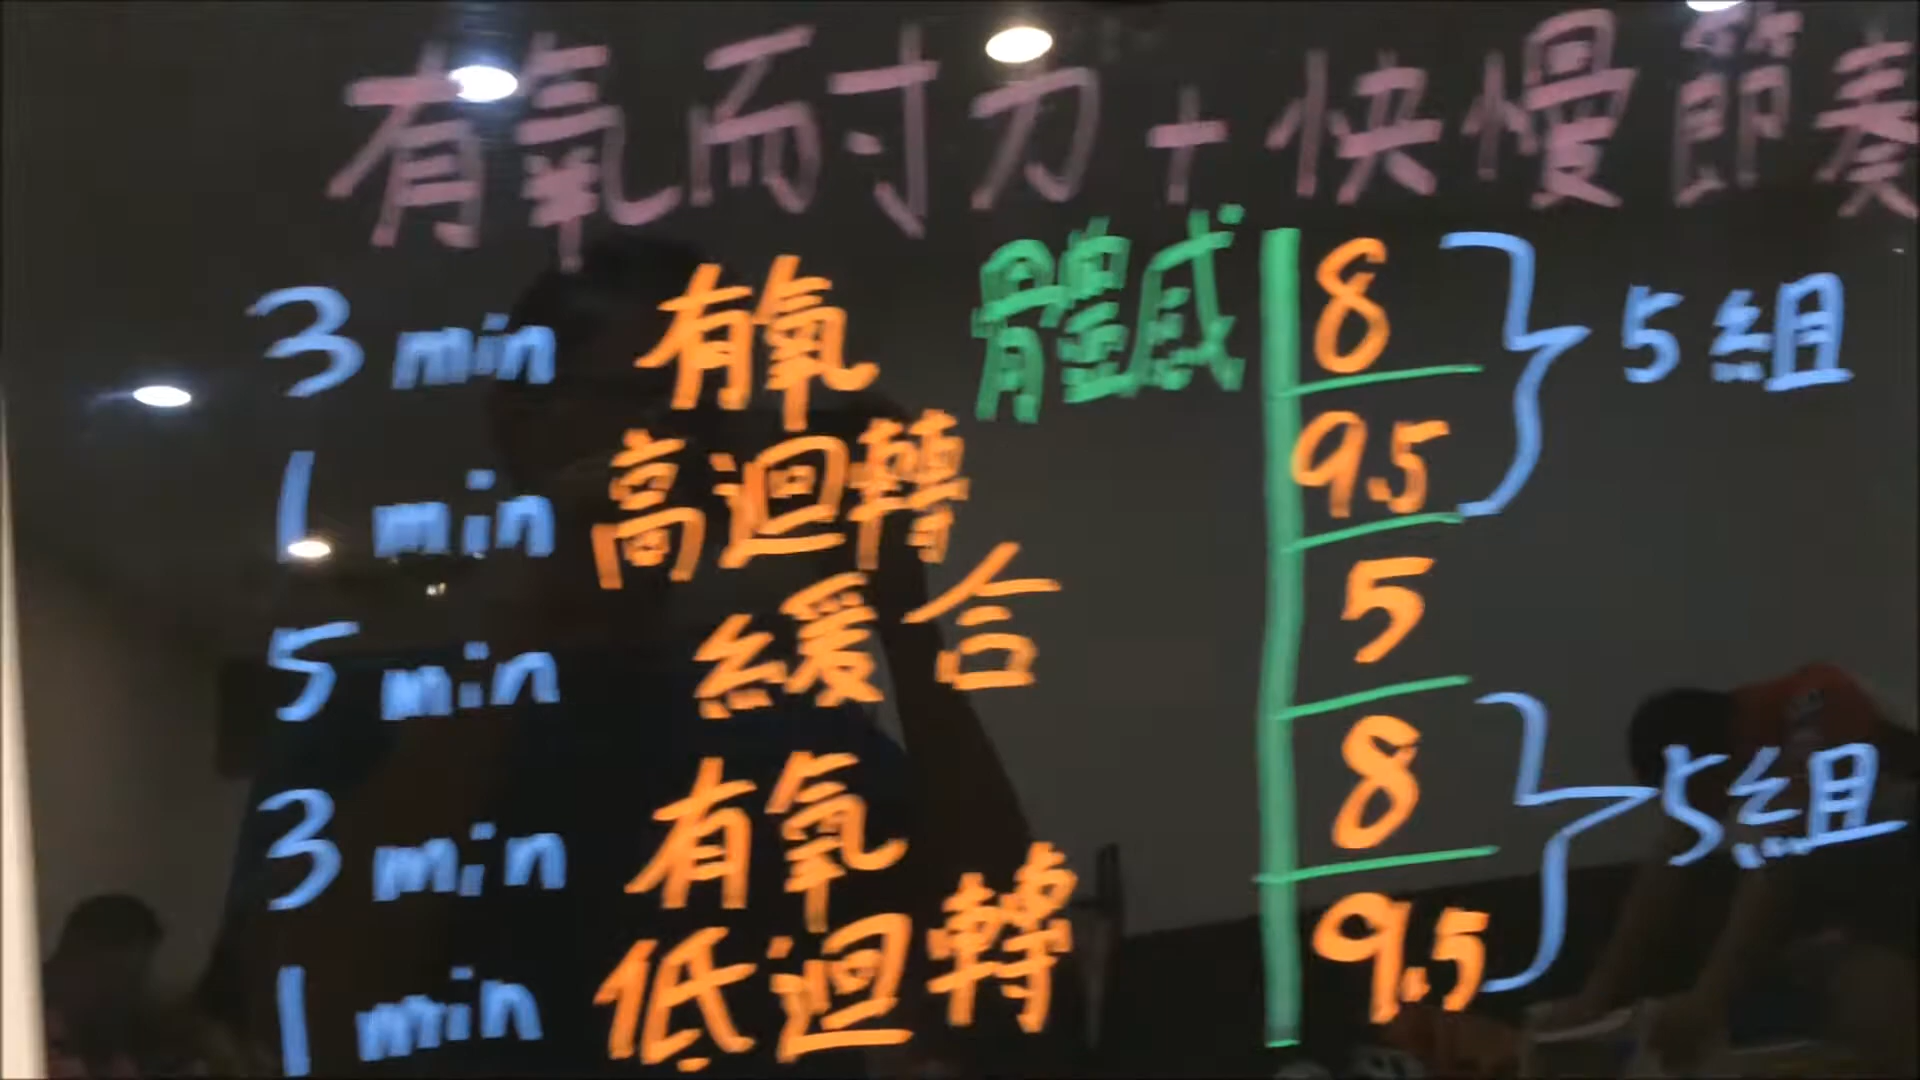 有氧耐力+快慢節奏
3 min 有氧 體感 8 5組
1 min 高迴轉 9.5
5 min 緩合 5
3 min 有氧 8 5組
1 min 低迴轉 9.5